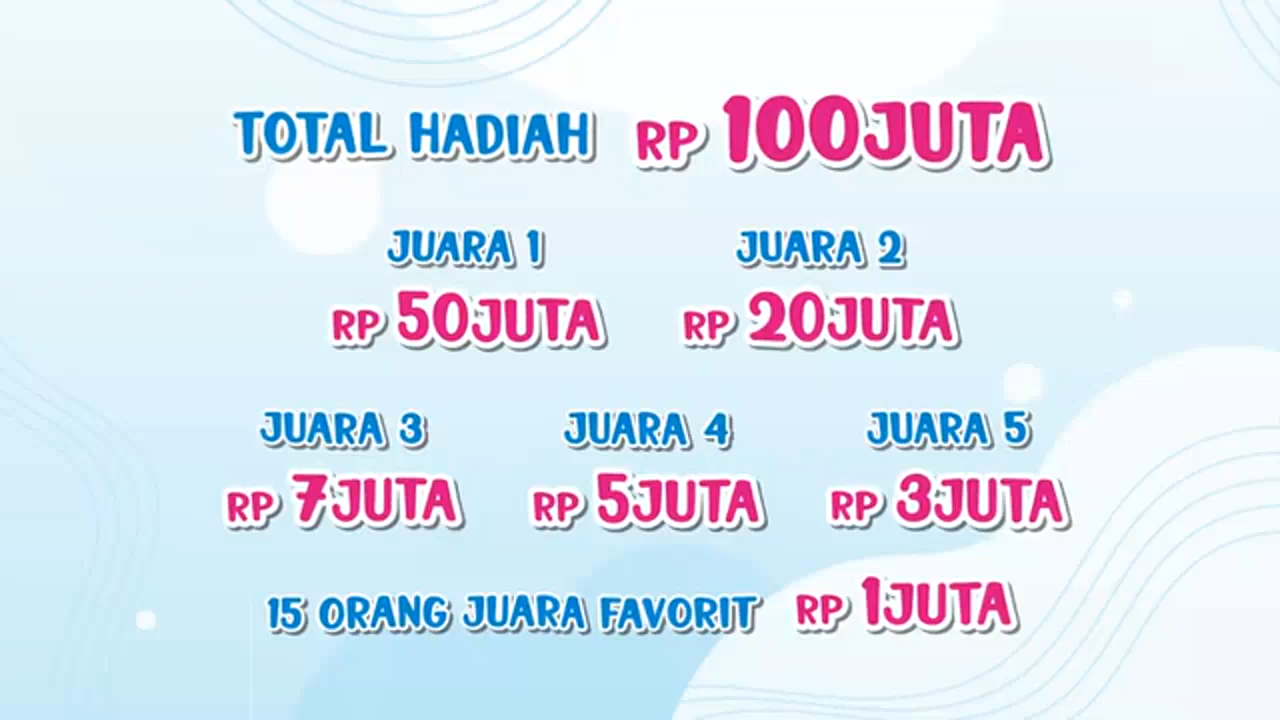 TOTAL HADIAH RP 100JUTA
JUARA 1 JUARA 2
RP 50JUTA RP 20JUTA
JUARA 3 JUARA 4 JUARA 5
RP 7JUTA RP 5JUTA RP 3JUTA
15 ORANG JUARA FAVORIT RP 1JUTA